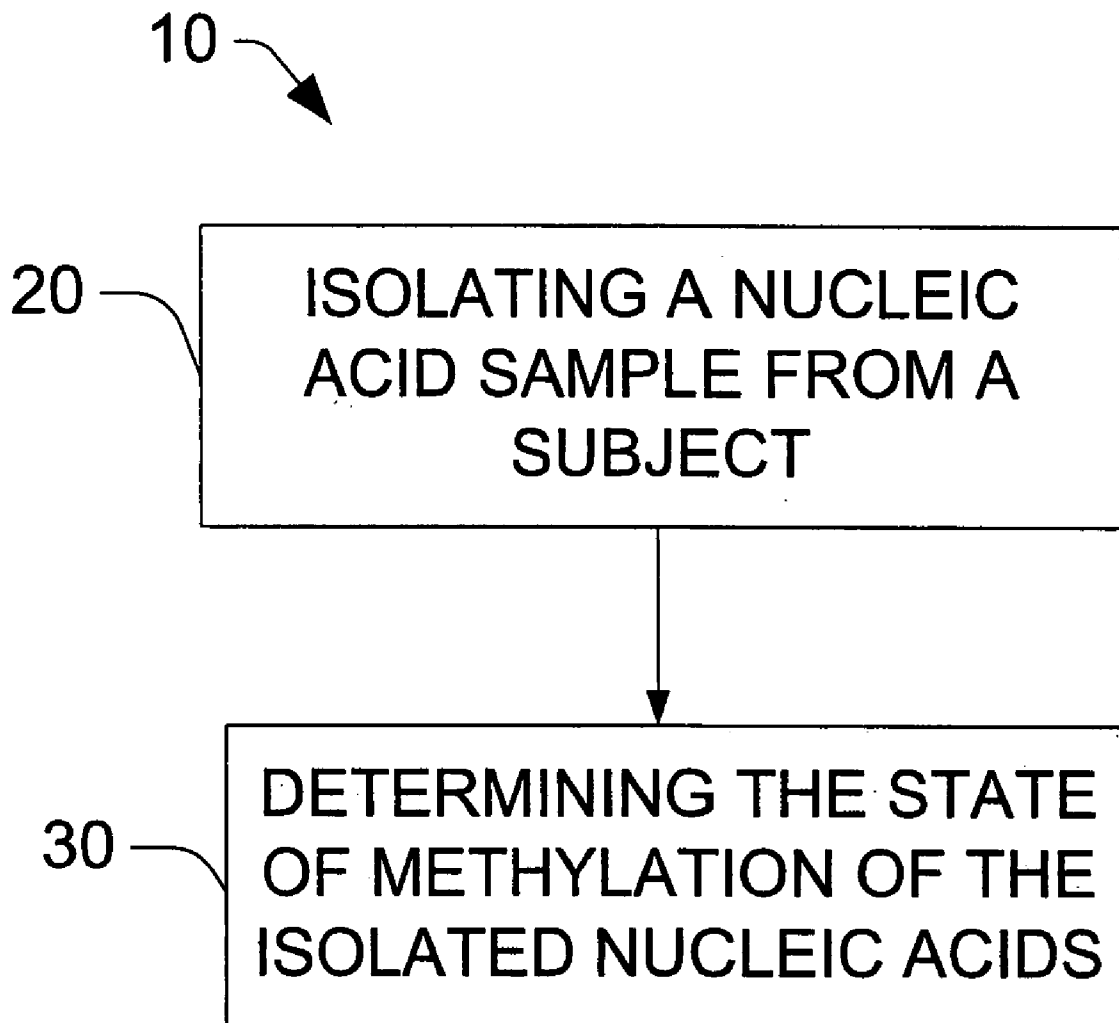 10
20
ISOLATING A NUCLEIC
ACID SAMPLE FROM A
SUBJECT
30
DETERMINING THE STATE
OF METHYLATION OF THE
ISOLATED NUCLEIC ACIDS